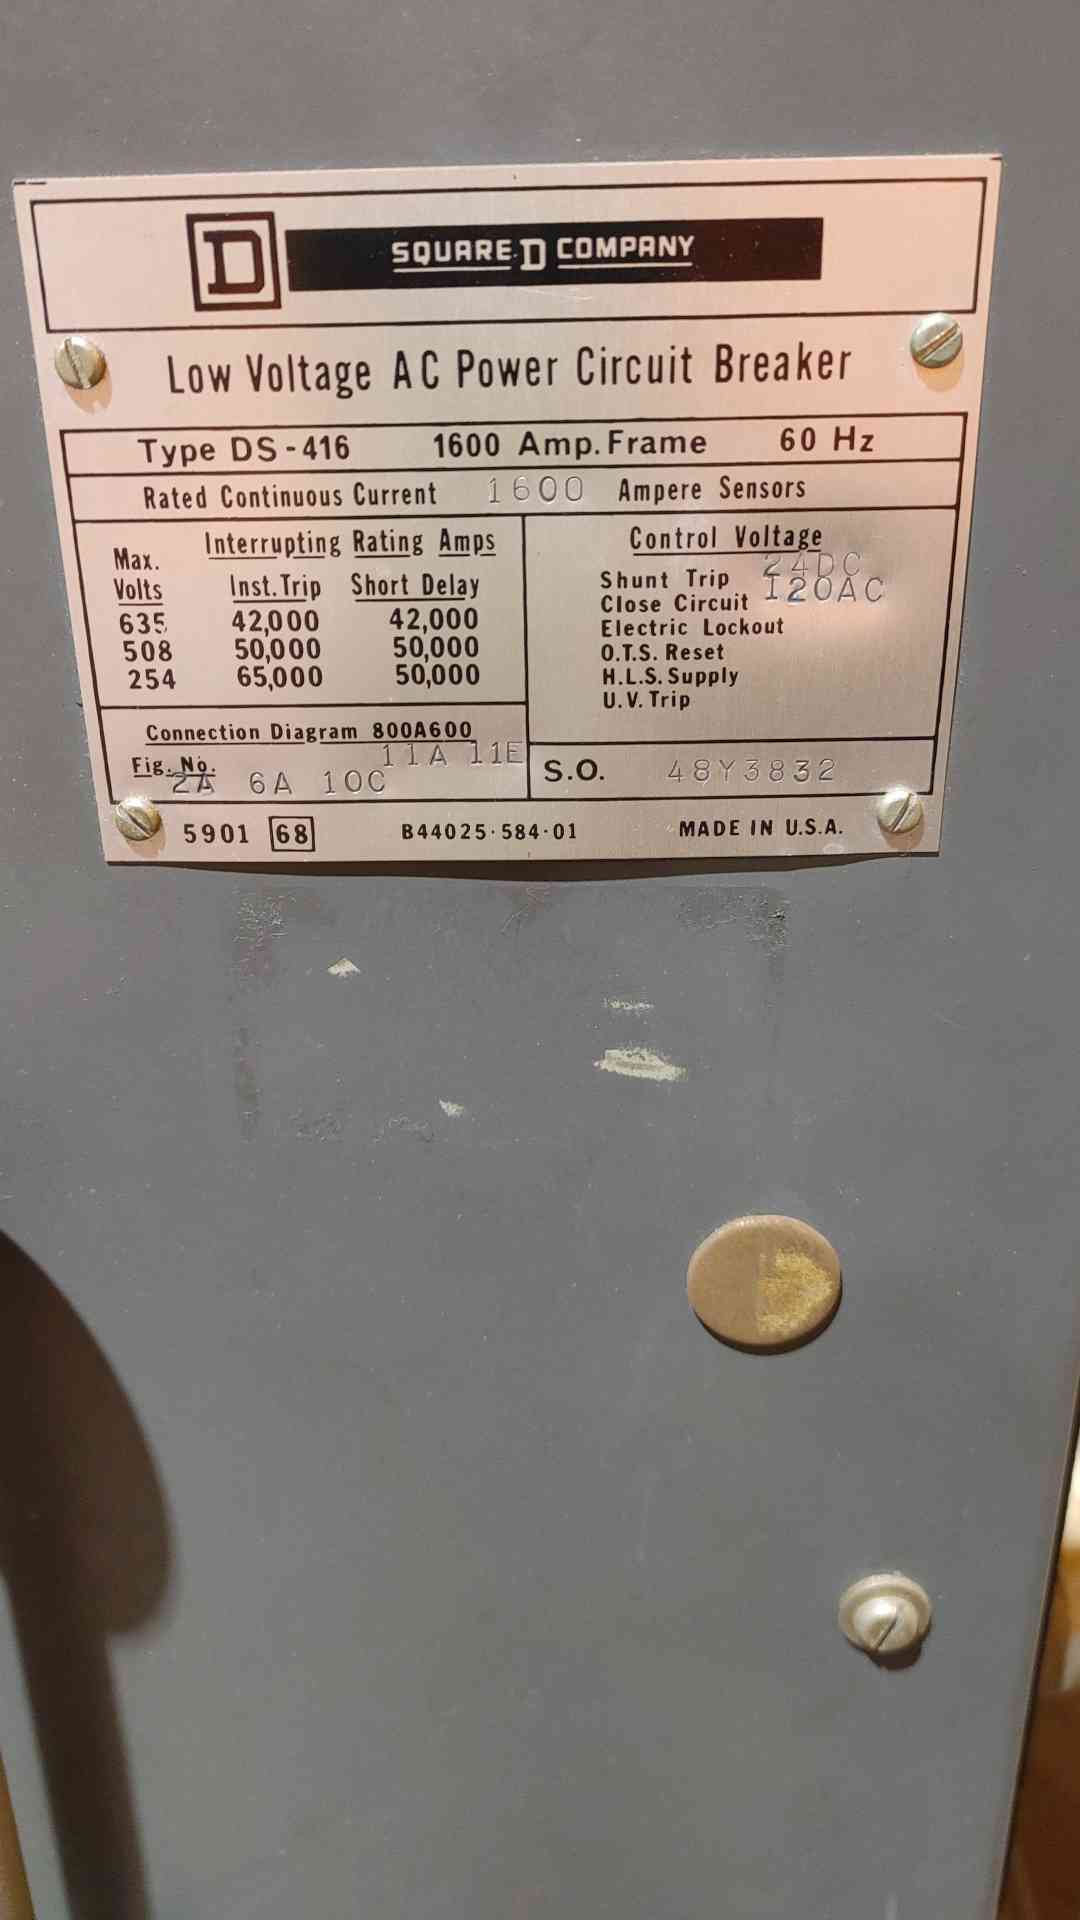 D SQUARE D COMPANY
Low Voltage AC Power Circuit Breaker
Type DS-416 1600 Amp. Frame 60 Hz
Rated Continuous Current 1600 Ampere Sensors
Max. Volts Interrupting Rating Amps
Inst. Trip Short Delay
635 42,000 42,000
508 50,000 50,000
254 65,000 50,000
Control Voltage
24DC
Shunt Trip 120AC
Close Circuit
Electric Lockout
O.T.S. Reset
H.L.S. Supply
U.V. Trip
Connection Diagram 800A600
11A 11E
Fig. No.
2A 6A 10C
S.O. 48Y3832
5901 68 B44025-584-01 MADE IN U.S.A.